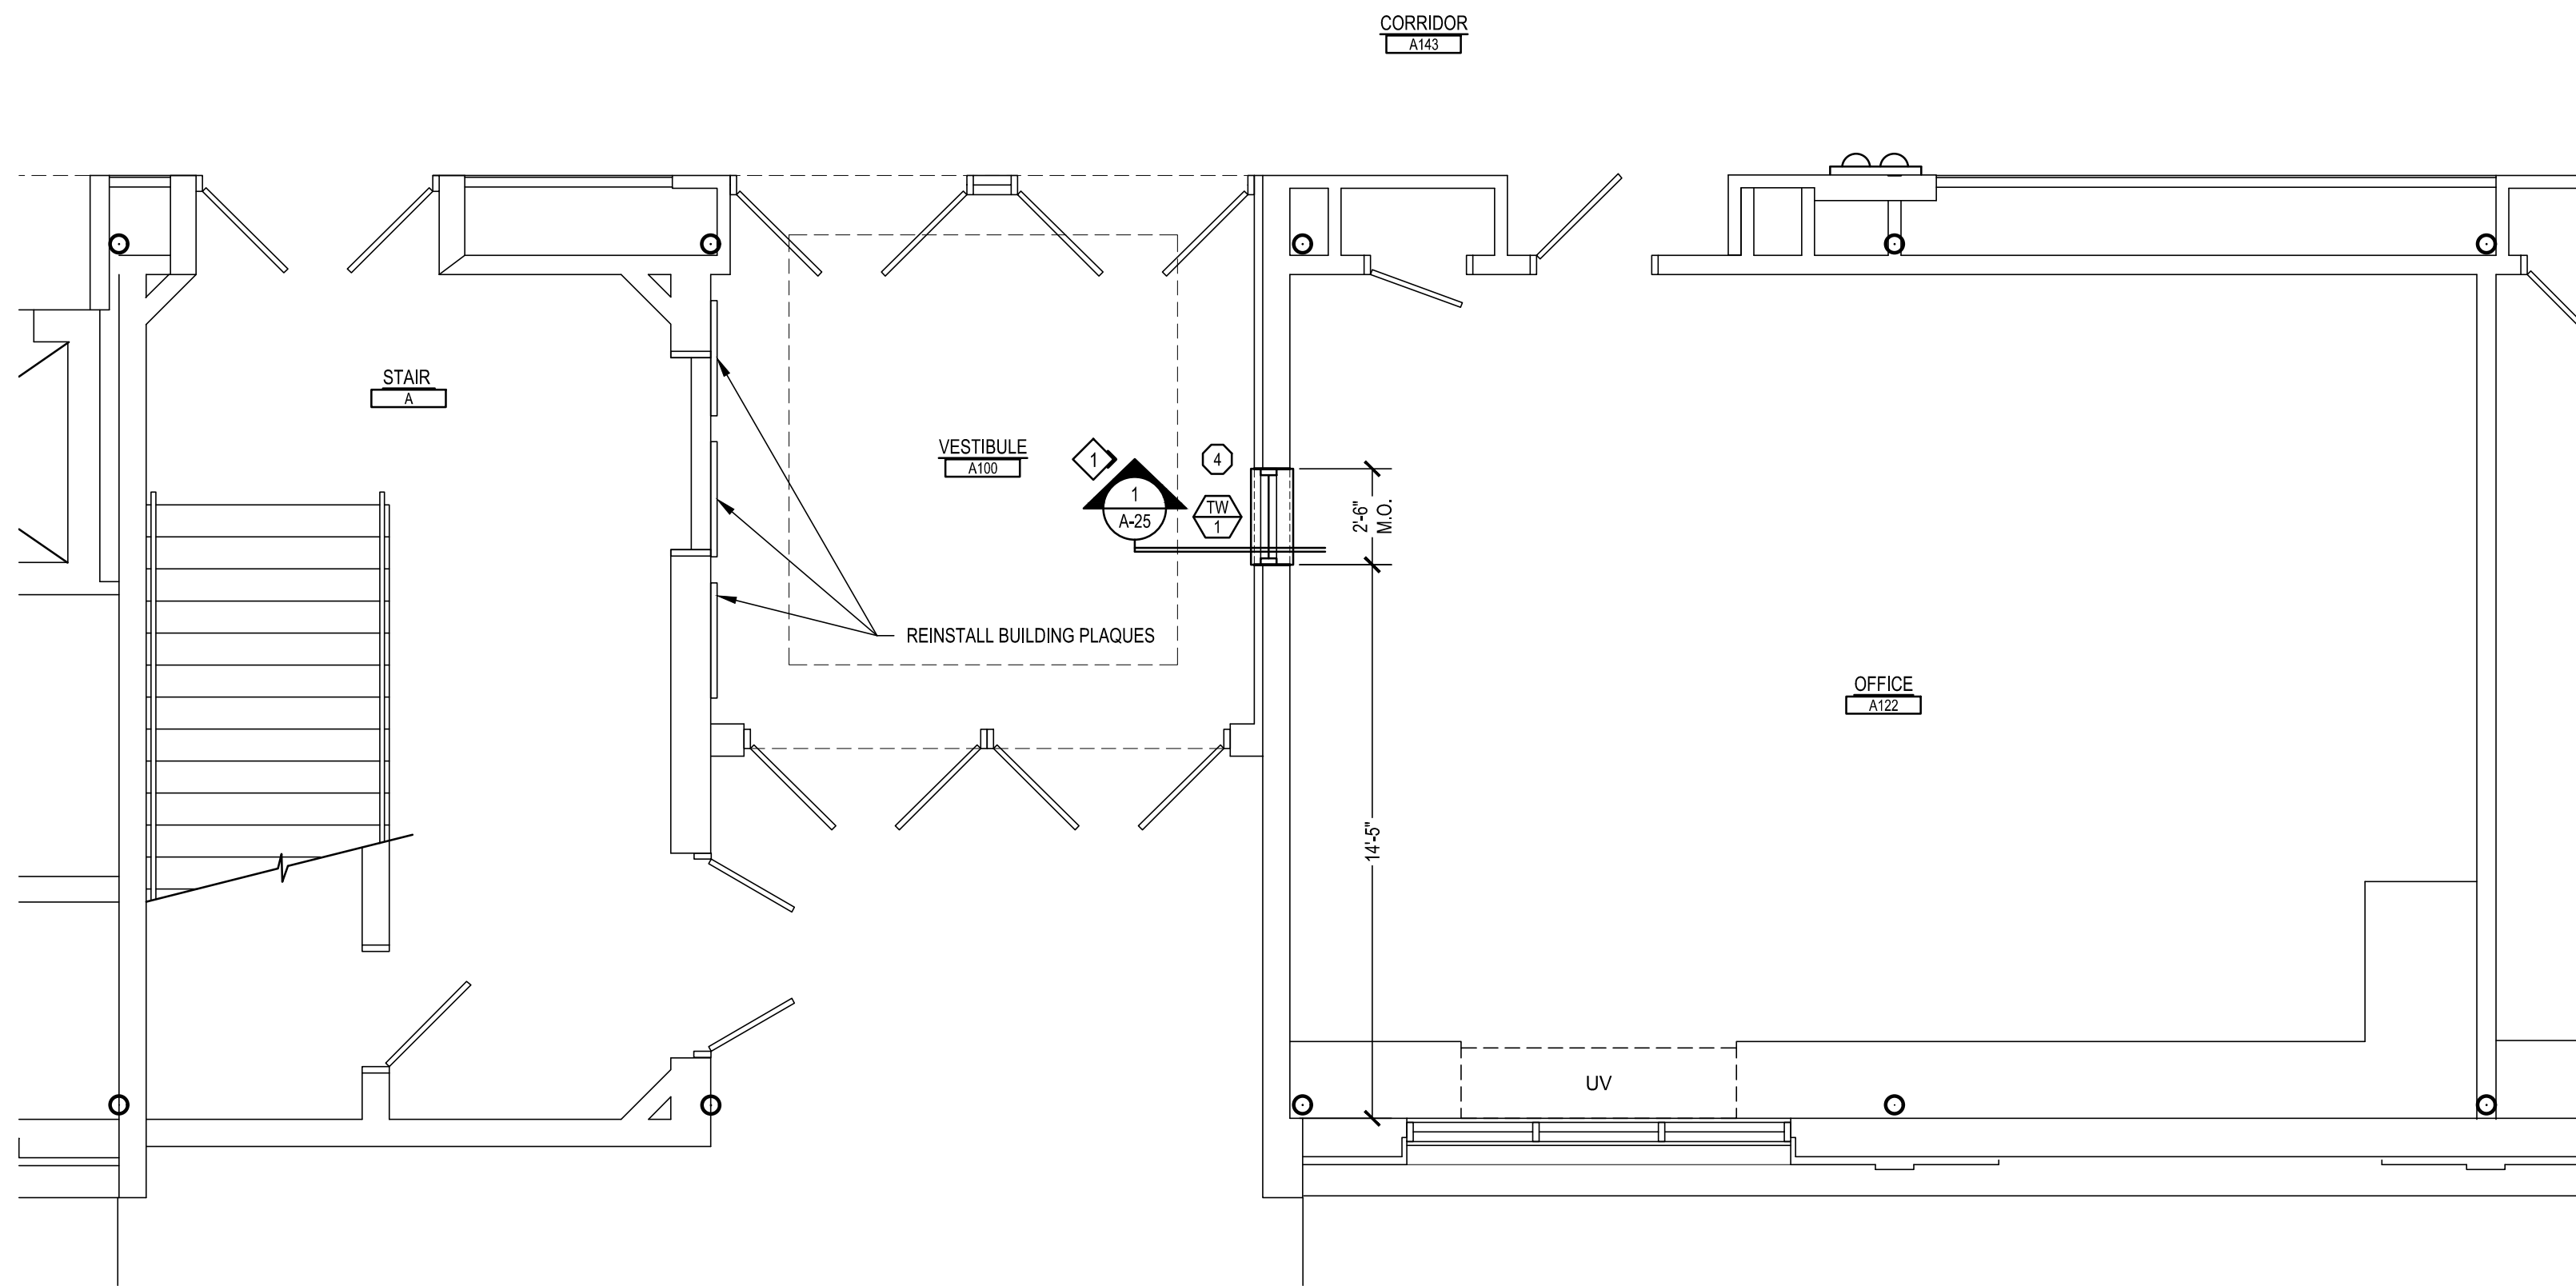 CORRIDOR
A143
STAIR
A
VESTIBULE
A100
1
4
1
A-25
TW
1
2'-6"
M.O.
REINSTALL BUILDING PLAQUES
OFFICE
A122
14'-5"
UV